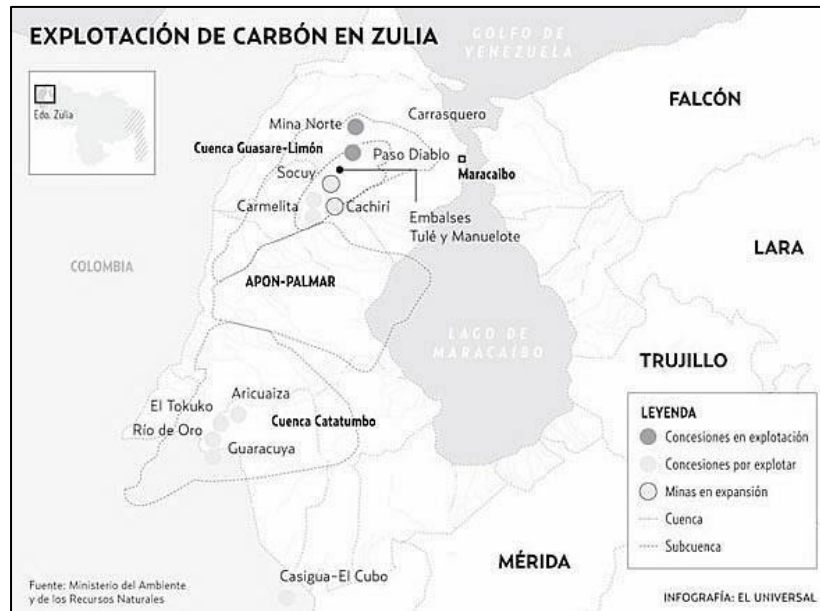 EXPLOTACIÓN DE CARBÓN EN ZULIA
GOLFO DE
VENEZUELA
Edo. Zulia
FALCÓN
Mina Norte
Carrasquero
Cuenca Guasare-Limón
Paso Diablo
Maracaibo
Socuy
Carmelita
Cachirí
Embalses
Tulé y Manuelote
COLOMBIA
APON-PALMAR
LARA
LAGO DE
MARACAIBO
TRUJILLO
El Tokuko
Aricuaiza
Río de Oro
Cuenca Catatumbo
Guaracuya
LEYENDA
Concesiones en explotación
Concesiones por explotar
Minas en expansión
Cuenca
Subcuenca
MÉRIDA
Casigua-El Cubo
Fuente: Ministerio del Ambiente
y de los Recursos Naturales
INFOGRAFÍA: EL UNIVERSAL